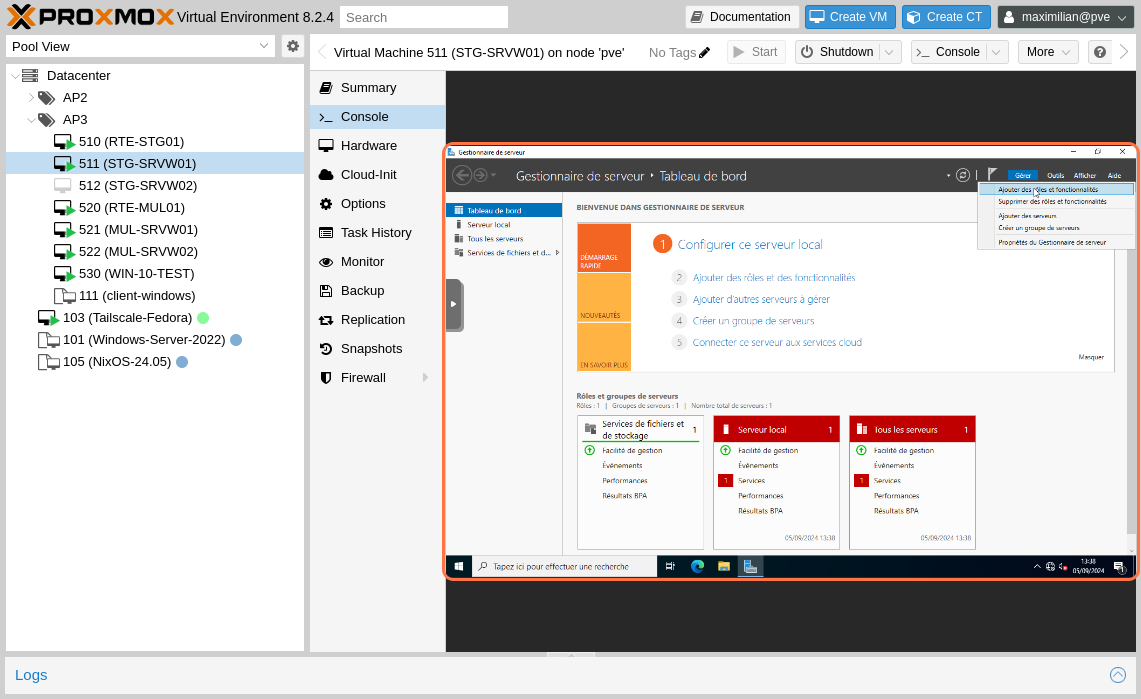 PROXMOX Virtual Environment 8.2.4 Search Documentation Create VM Create CT maximilian@pve
Pool View
Virtual Machine 511 (STG-SRVW01) on node 'pve' No Tags Start Shutdown Console More
Datacenter
AP2
AP3
510 (RTE-STG01)
511 (STG-SRVW01)
512 (STG-SRVW02)
520 (RTE-MUL01)
521 (MUL-SRVW01)
522 (MUL-SRVW02)
530 (WIN-10-TEST)
111 (client-windows)
103 (Tailscale-Fedora)
101 (Windows-Server-2022)
105 (NixOS-24.05)
Summary
Console
Hardware
Cloud-Init
Options
Task History
Monitor
Backup
Replication
Snapshots
Firewall
Gestionnaire de serveur
Gestionnaire de serveur Tableau de bord
Gérer Outils Afficher Aide
Ajouter des rôles et fonctionnalités
Supprimer des rôles et fonctionnalités
Ajouter des serveurs
Créer un groupe de serveurs
Propriétés du Gestionnaire de serveur
Tableau de bord
Serveur local
Tous les serveurs
Services de fichiers et d...
BIENVENUE DANS GESTIONNAIRE DE SERVEUR
DÉMARRAGE
RAPIDE
NOUVEAUTÉS
EN SAVOIR PLUS
1 Configurer ce serveur local
2 Ajouter des rôles et des fonctionnalités
3 Ajouter d'autres serveurs à gérer
4 Créer un groupe de serveurs
5 Connecter ce serveur aux services cloud
Masquer
Rôles et groupes de serveurs
Rôles : 1 | Groupes de serveurs : 1 | Nombre total de serveurs : 1
Services de fichiers et
de stockage 1
Facilité de gestion
Événements
Performances
Résultats BPA
Serveur local 1
Facilité de gestion
Événements
1 Services
Performances
Résultats BPA
05/09/2024 13:38
Tous les serveurs 1
Facilité de gestion
Événements
1 Services
Performances
Résultats BPA
05/09/2024 13:38
Tapez ici pour effectuer une recherche
13:38
05/09/2024
1
Logs